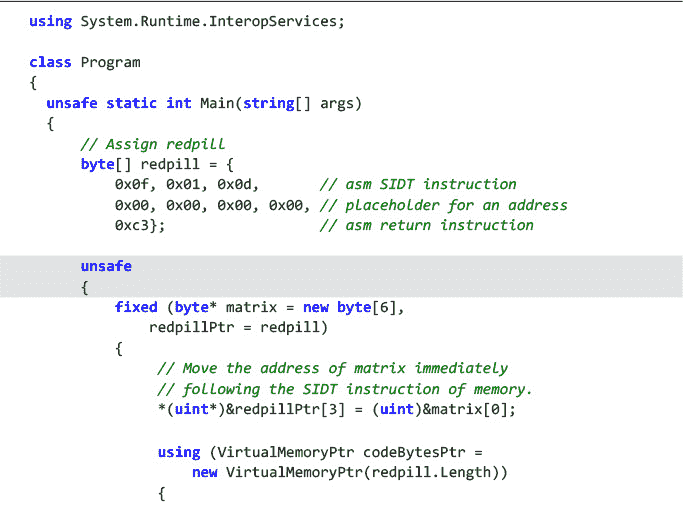 using System.Runtime.InteropServices;
class Program
{
unsafe static int Main(string[] args)
{
// Assign redpill
byte[] redpill = {
0x0f, 0x01, 0x0d, // asm SIDT instruction
0x00, 0x00, 0x00, 0x00, // placeholder for an address
0xc3}; // asm return instruction
unsafe
{
fixed (byte* matrix = new byte[6],
redpillPtr = redpill)
{
// Move the address of matrix immediately
// following the SIDT instruction of memory.
*(uint*)&redpillPtr[3] = (uint)&matrix[0];
using (VirtualMemoryPtr codeBytesPtr =
new VirtualMemoryPtr(redpill.Length))
{